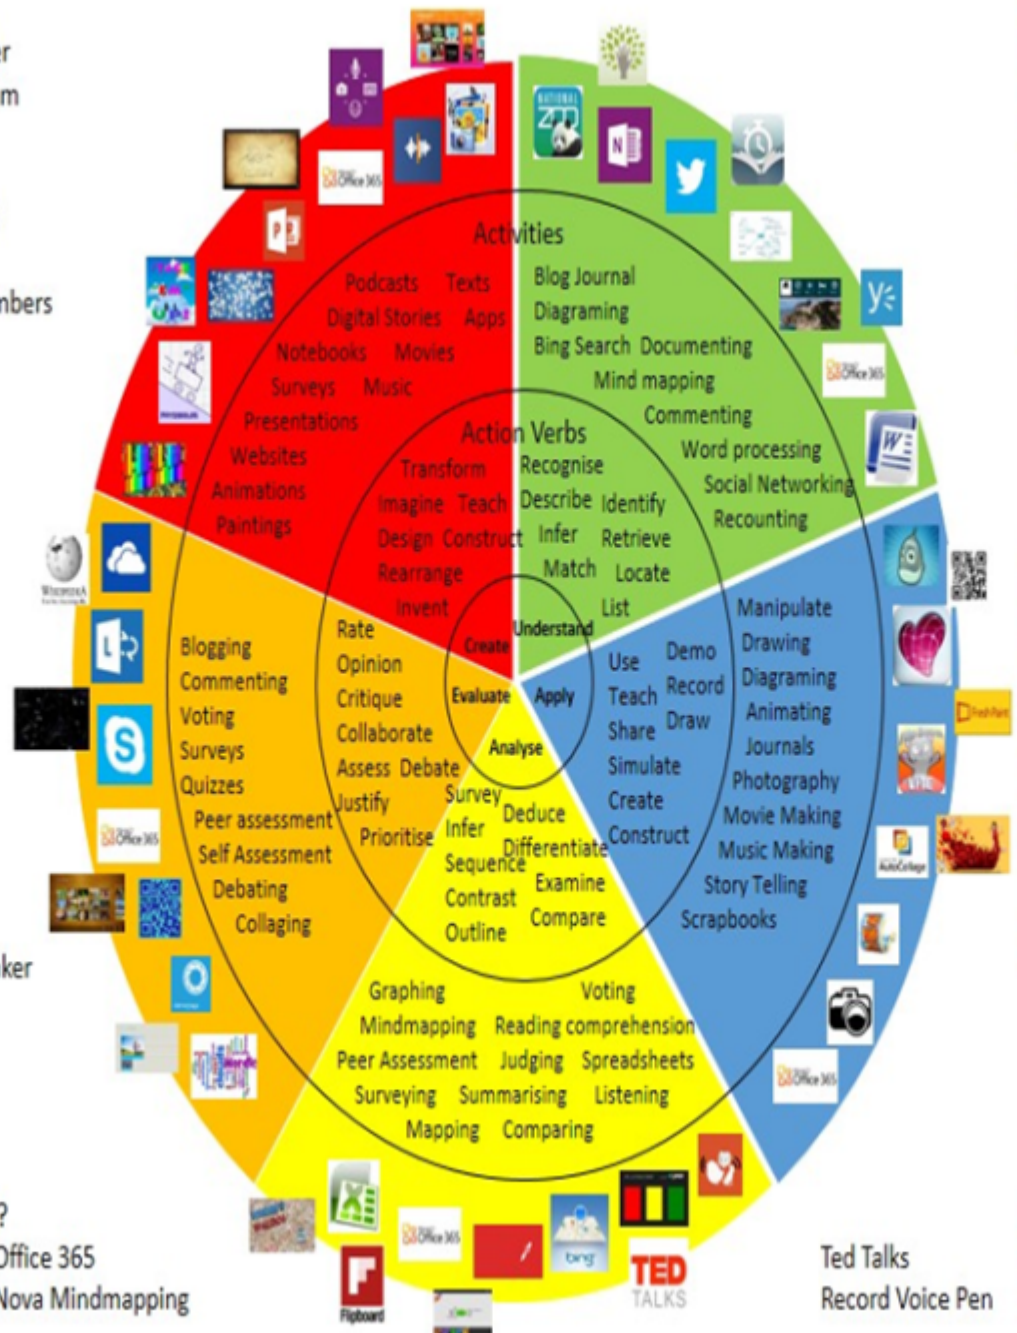 er
m
mbers
ker
?
Office 365
Nova Mindmapping
Ted Talks
Record Voice Pen
Activities
Podcasts Texts
Digital Stories Apps
Notebooks Movies
Surveys Music
Presentations
Websites
Animations
Paintings
Action Verbs
Transform
Imagine Teach
Design Construct
Rearrange
Invent
Create
Blog Journal
Diagraming
Bing Search Documenting
Mind mapping
Commenting
Word processing
Social Networking
Recounting
Recognise
Describe Identify
Infer Retrieve
Match Locate
List
Understand
Manipulate
Drawing
Diagraming
Animating
Journals
Photography
Movie Making
Music Making
Story Telling
Scrapbooks
Use Demo
Teach Record
Share Draw
Simulate
Create
Construct
Apply
Analyse
Survey Deduce
Infer Differentiate
Sequence
Contrast Examine
Outline Compare
Graphing Voting
Mindmapping Reading comprehension
Peer Assessment Judging Spreadsheets
Surveying Summarising Listening
Mapping Comparing
Evaluate
Rate
Opinion
Critique
Collaborate
Assess Debate
Justify
Prioritise
Blogging
Commenting
Voting
Surveys
Quizzes
Peer assessment
Self Assessment
Debating
Collaging
NATIONAL
ZOO
N
Office 365
P
y
Office 365
W
WIKIPEDIA
L
S
Office 365
FreshPaint
AutoCollage
Office 365
X
Office 365
Flipboard
bing
TED
TALKS